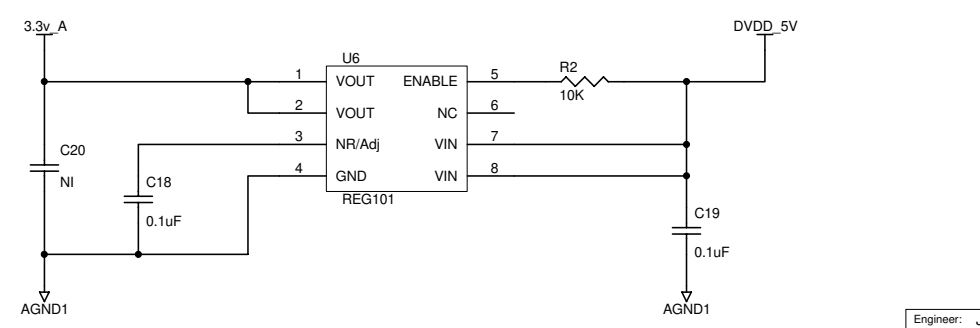 3.3v_A
DVDD_5V
U6
1 VOUT ENABLE 5
R2
10K
2 VOUT NC 6
3 NR/Adj VIN 7
4 GND VIN 8
REG101
C20
NI
C18
0.1uF
C19
0.1uF
AGND1
AGND1
Engineer: